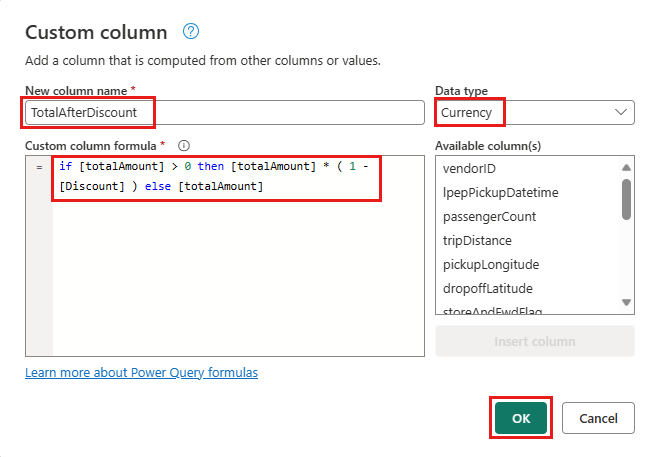 Custom column
Add a column that is computed from other columns or values.
New column name *
Data type
TotalAfterDiscount
Currency
Custom column formula *
Available column(s)
= if [totalAmount] > 0 then [totalAmount] * ( 1 -
[Discount] ) else [totalAmount]
vendorID
lpepPickupDatetime
passengerCount
tripDistance
pickupLongitude
dropoffLatitude
storeAndFwdFlag
Insert column
Learn more about Power Query formulas
OK
Cancel